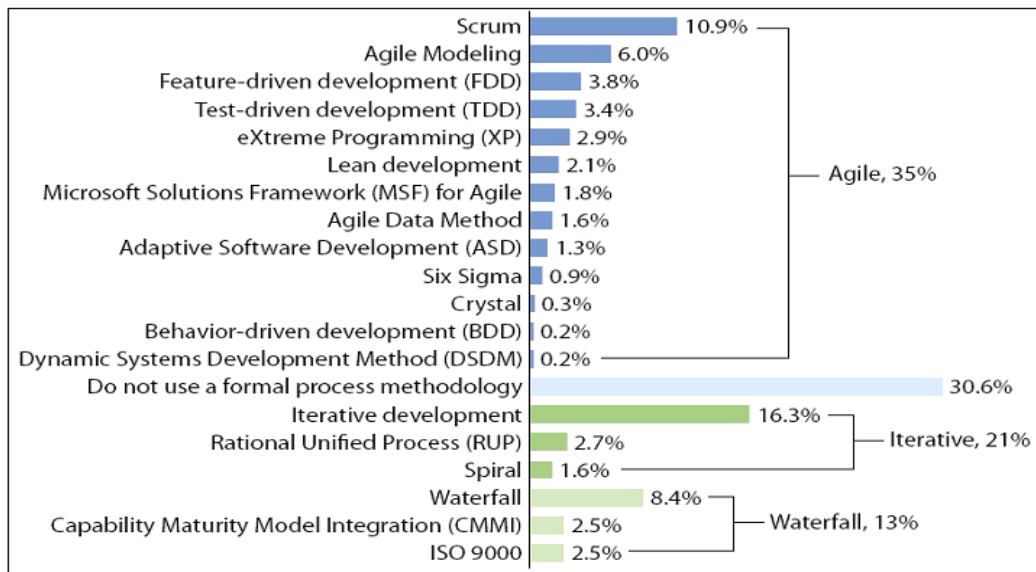 Scrum 10.9%
Agile Modeling 6.0%
Feature-driven development (FDD) 3.8%
Test-driven development (TDD) 3.4%
eXtreme Programming (XP) 2.9%
Lean development 2.1%
Microsoft Solutions Framework (MSF) for Agile 1.8%
Agile, 35%
Agile Data Method 1.6%
Adaptive Software Development (ASD) 1.3%
Six Sigma 0.9%
Crystal 0.3%
Behavior-driven development (BDD) 0.2%
Dynamic Systems Development Method (DSDM) 0.2%
Do not use a formal process methodology 30.6%
Iterative development 16.3%
Rational Unified Process (RUP) 2.7%
Iterative, 21%
Spiral 1.6%
Waterfall 8.4%
Capability Maturity Model Integration (CMMI) 2.5%
Waterfall, 13%
ISO 9000 2.5%